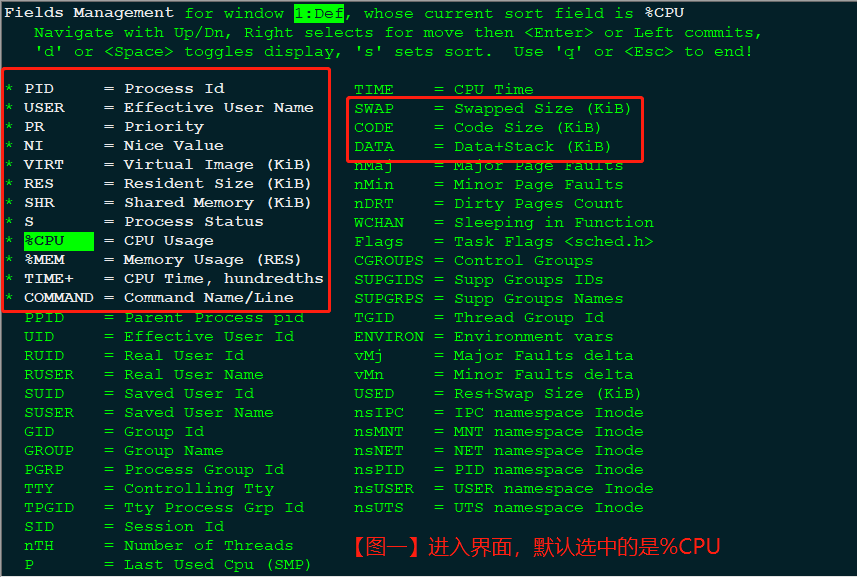 Fields Management for window 1:Def, whose current sort field is %CPU
Navigate with Up/Dn, Right selects for move then <Enter> or Left commits,
'd' or <Space> toggles display, 's' sets sort.  Use 'q' or <Esc> to end!
* PID     = Process Id
* USER    = Effective User Name
* PR      = Priority
* NI      = Nice Value
* VIRT    = Virtual Image (KiB)
* RES     = Resident Size (KiB)
* SHR     = Shared Memory (KiB)
* S       = Process Status
* %CPU    = CPU Usage
* %MEM    = Memory Usage (RES)
* TIME+   = CPU Time, hundredths
* COMMAND = Command Name/Line
PPID    = Parent Process pid
UID     = Effective User Id
RUID    = Real User Id
RUSER   = Real User Name
SUID    = Saved User Id
SUSER   = Saved User Name
GID     = Group Id
GROUP   = Group Name
PGRP    = Process Group Id
TTY     = Controlling Tty
TPGID   = Tty Process Grp Id
SID     = Session Id
nTH     = Number of Threads
P       = Last Used Cpu (SMP)
TIME    = CPU Time
SWAP    = Swapped Size (KiB)
CODE    = Code Size (KiB)
DATA    = Data+Stack (KiB)
nMaj    = Major Page Faults
nMin    = Minor Page Faults
nDRT    = Dirty Pages Count
WCHAN   = Sleeping in Function
Flags   = Task Flags <sched.h>
CGROUPS = Control Groups
SUPGIDS = Supp Groups IDs
SUPGRPS = Supp Groups Names
TGID    = Thread Group Id
ENVIRON = Environment vars
vMj     = Major Faults delta
vMn     = Minor Faults delta
USED    = Res+Swap Size (KiB)
nsIPC   = IPC namespace Inode
nsMNT   = MNT namespace Inode
nsNET   = NET namespace Inode
nsPID   = PID namespace Inode
nsUSER  = USER namespace Inode
nsUTS   = UTS namespace Inode
【图一】进入界面，默认选中的是%CPU